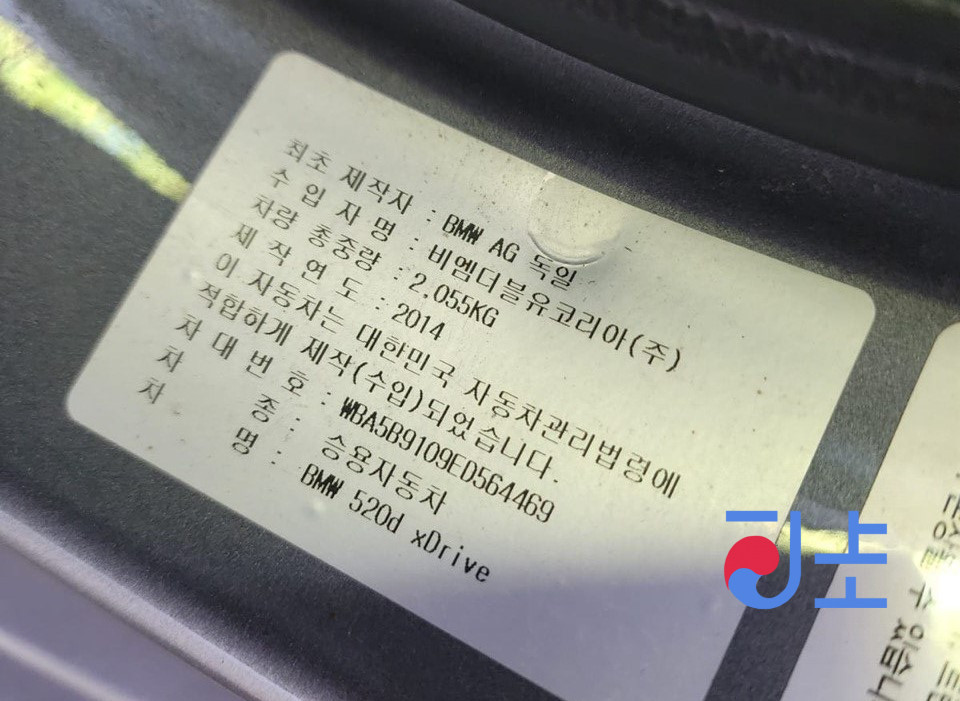 최초 제작자 : BMW AG 독일
수 입 자 명 : 비엠더블유코리아(주)
차량 총중량 : 2,055KG
제 작 연 도 : 2014
이 자동차는 대한민국 자동차관리법령에
적합하게 제작(수입)되었습니다.
차 대 번 호 : WBA5B9109ED564469
차 종 : 승용자동차
차 명 : BMW 520d xDrive
수 있습니